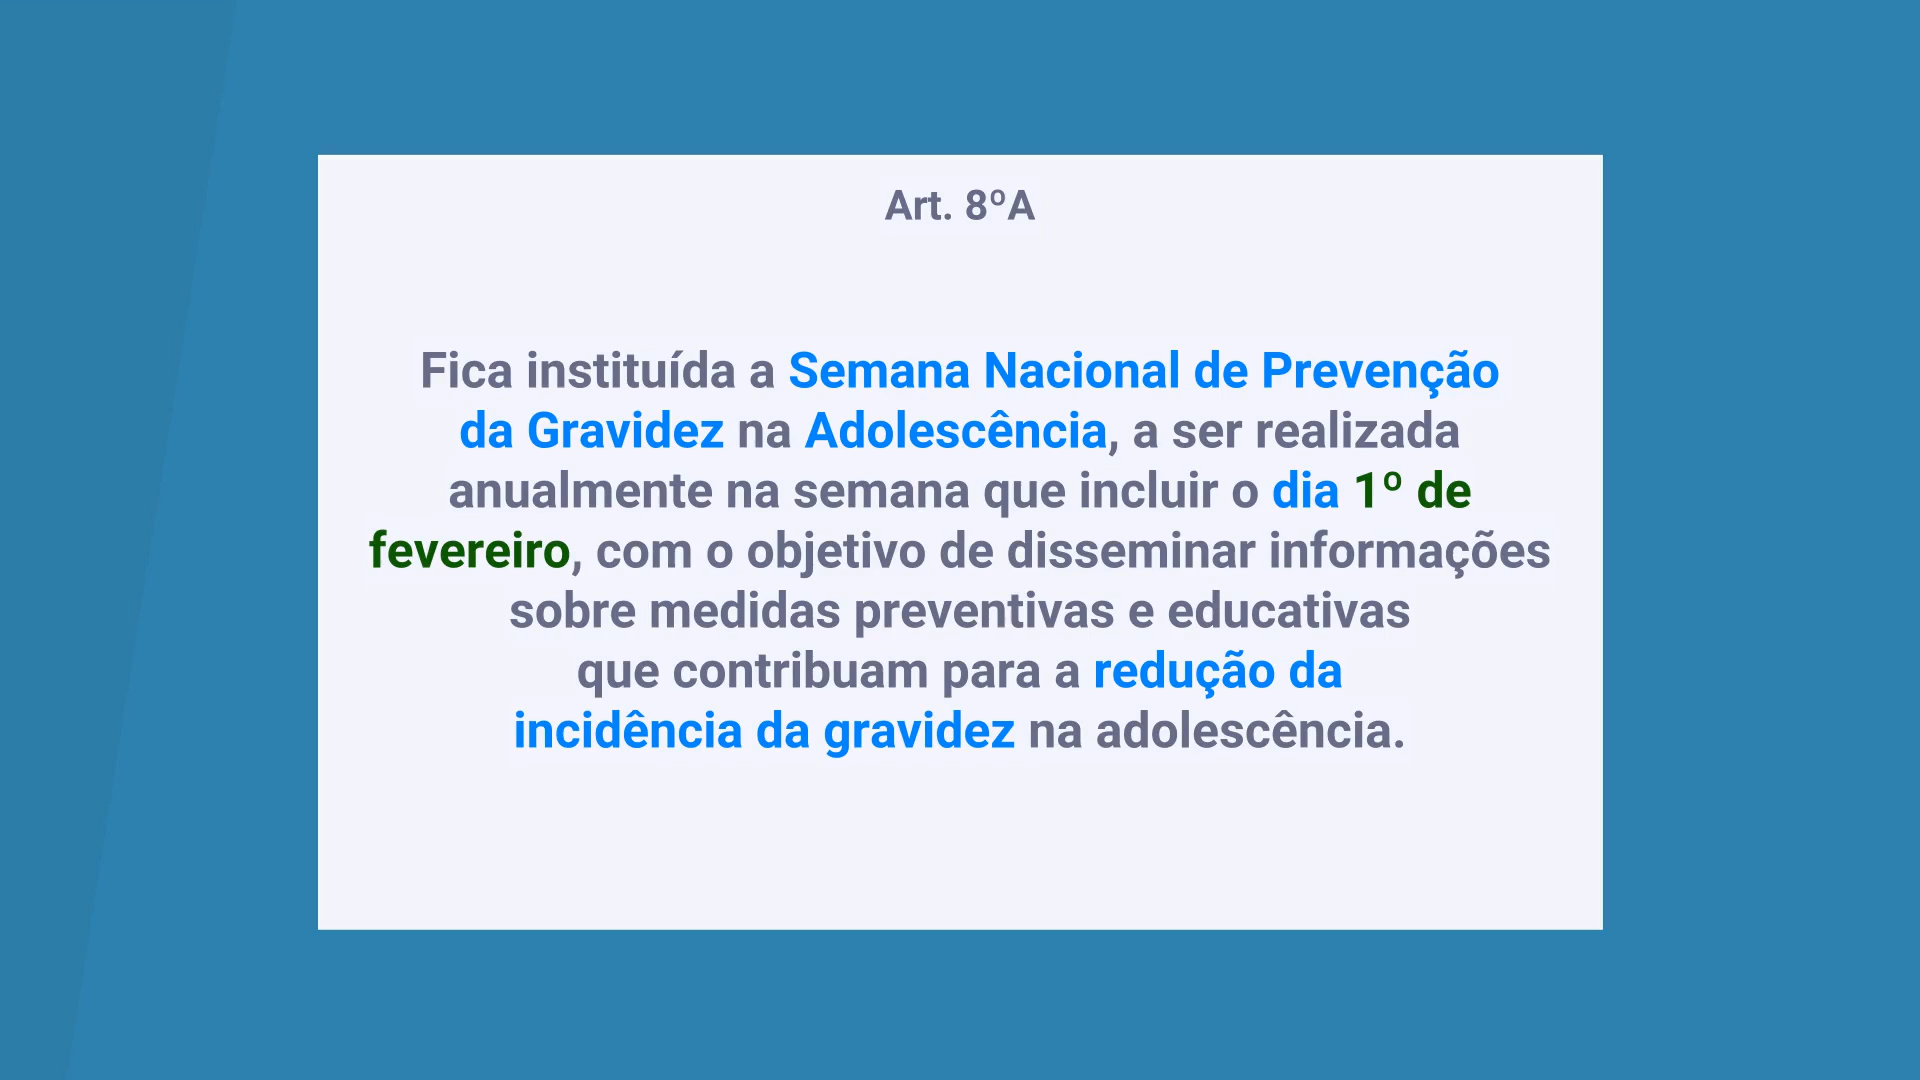 Art. 8ºA
Fica instituída a Semana Nacional de Prevenção
da Gravidez na Adolescência, a ser realizada
anualmente na semana que incluir o dia 1º de
fevereiro, com o objetivo de disseminar informações
sobre medidas preventivas e educativas
que contribuam para a redução da
incidência da gravidez na adolescência.